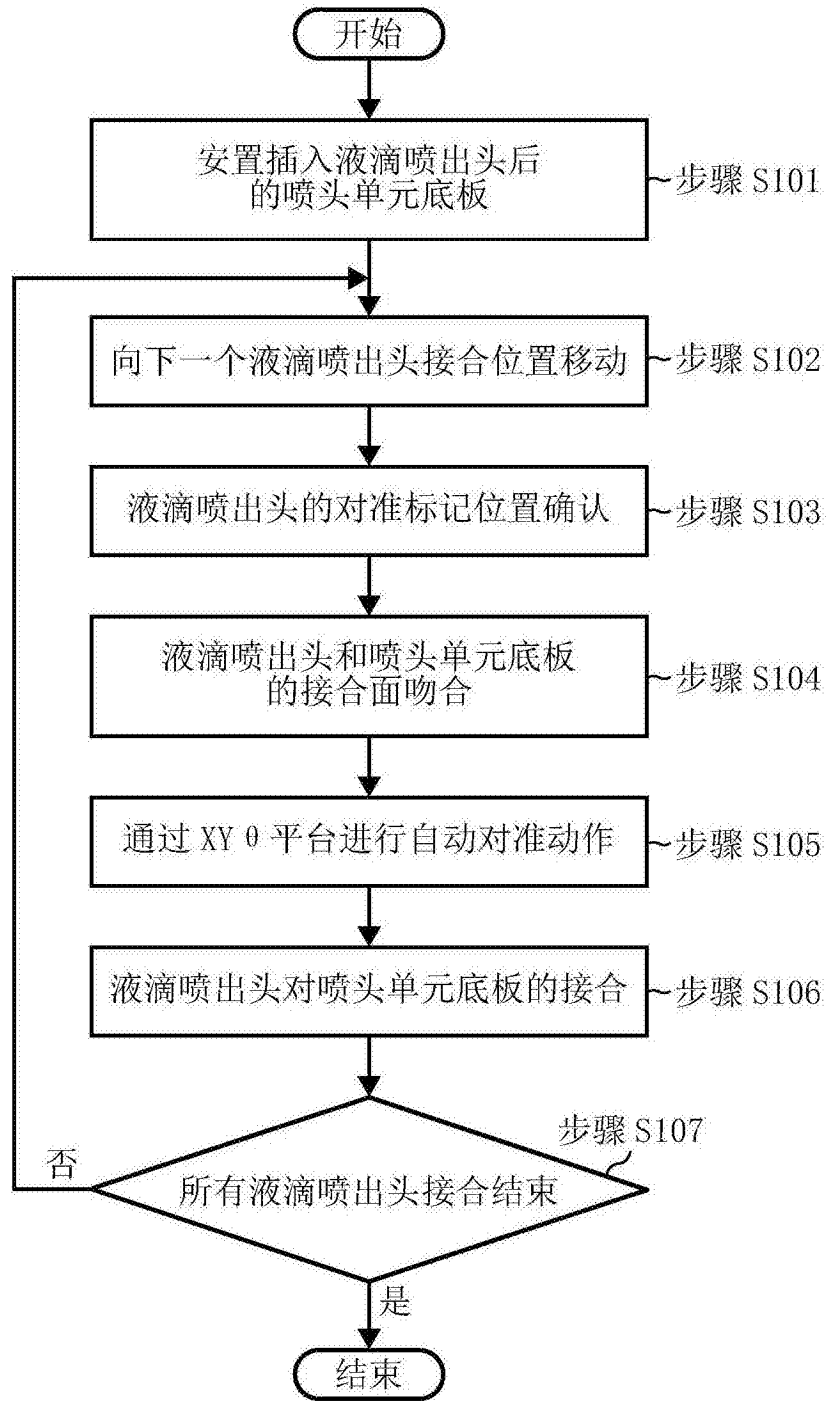 开始
安置插入液滴喷出头后
的喷头单元底板
步骤 S101
向下一个液滴喷出头接合位置移动
步骤 S102
液滴喷出头的对准标记位置确认
步骤 S103
液滴喷出头和喷头单元底板
的接合面吻合
步骤 S104
通过 XY θ 平台进行自动对准动作
步骤 S105
液滴喷出头对喷头单元底板的接合
步骤 S106
步骤 S107
否
所有液滴喷出头接合结束
是
结束